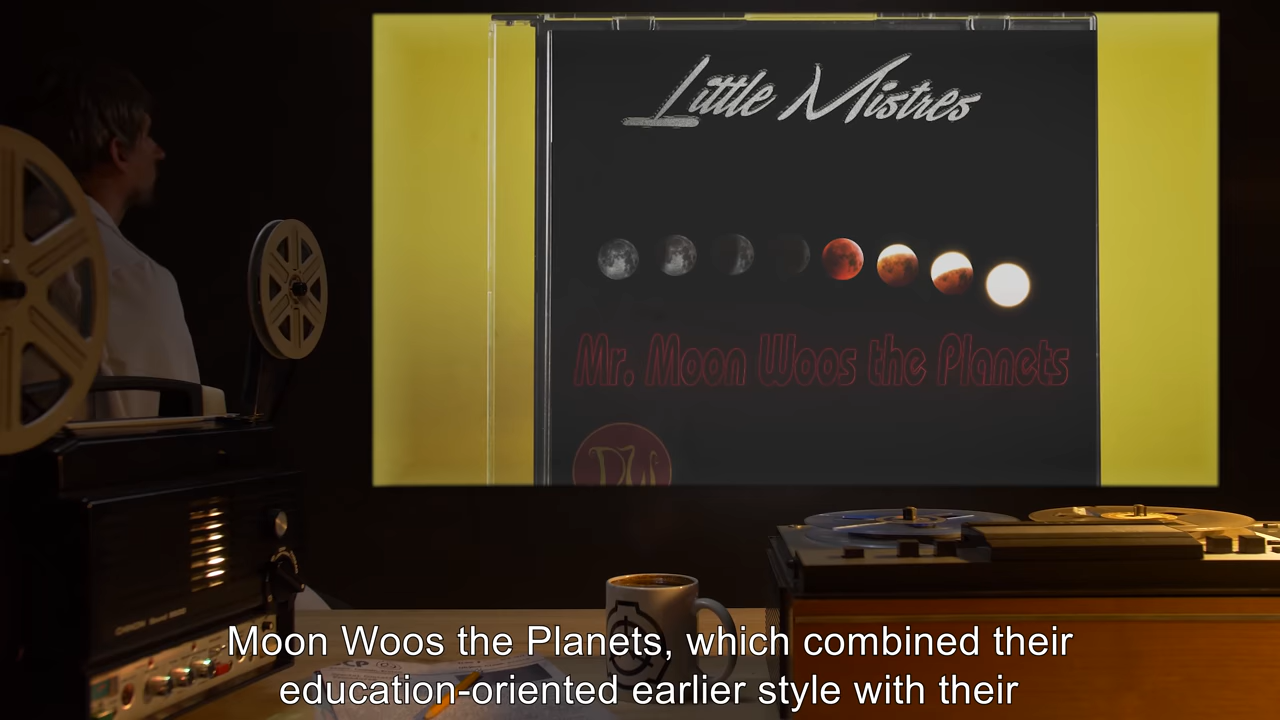 Little Mistres
Mr. Moon Woos the Planets
DW
Moon Woos the Planets, which combined their
education-oriented earlier style with their